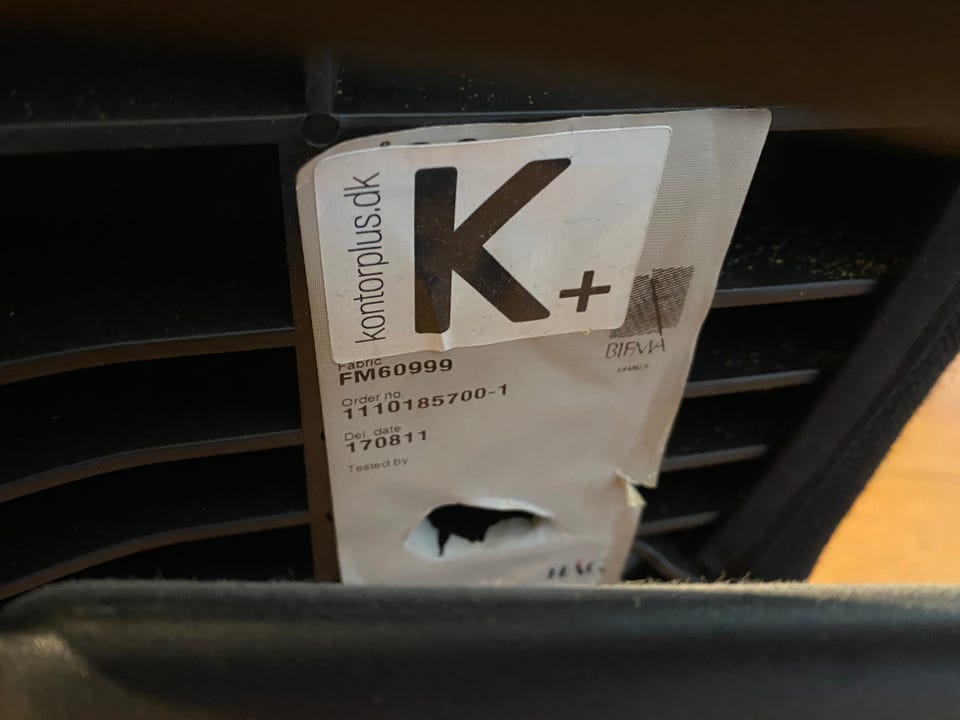 kontorplus.dk
K+
BIFMA
Fabric
FM60999
Order no.
1110185700-1
Del. date
170811
Tested by